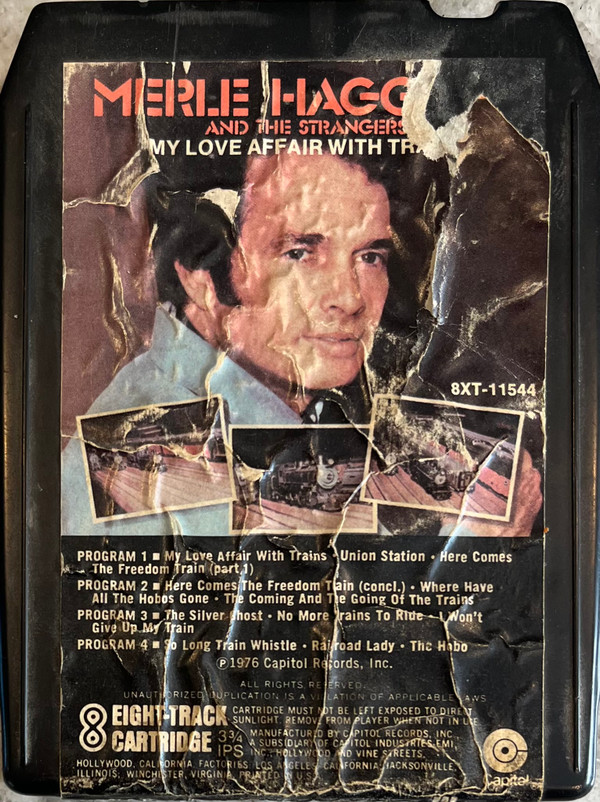 MERLE HAGG
AND THE STRANGERS
MY LOVE AFFAIR WITH TRA
8XT-11544
PROGRAM 1 ■ My Love Affair With Trains • Union Station • Here Comes
The Freedom Train (part 1)
PROGRAM 2 ■ Here Comes The Freedom Train (concl.) • Where Have
All The Hobos Gone • The Coming And The Going Of The Trains
PROGRAM 3 ■ The Silver Ghost • No More Trains To Ride • I Won't
Give Up My Train
PROGRAM 4 ■ So Long Train Whistle • Railroad Lady • The Hobo
℗ 1976 Capitol Records, Inc.
ALL RIGHTS RESERVED.
UNAUTHORIZED DUPLICATION IS A VIOLATION OF APPLICABLE LAWS
8 EIGHT-TRACK
CARTRIDGE
3¾
IPS
CARTRIDGE MUST NOT BE LEFT EXPOSED TO DIRECT
SUNLIGHT. REMOVE FROM PLAYER WHEN NOT IN USE
MANUFACTURED BY CAPITOL RECORDS, INC.,
A SUBSIDIARY OF CAPITOL INDUSTRIES-EMI,
INC., HOLLYWOOD AND VINE STREETS,
HOLLYWOOD, CALIFORNIA. FACTORIES: LOS ANGELES, CALIFORNIA; JACKSONVILLE,
ILLINOIS; WINCHESTER, VIRGINIA. PRINTED IN U.S.
Capitol